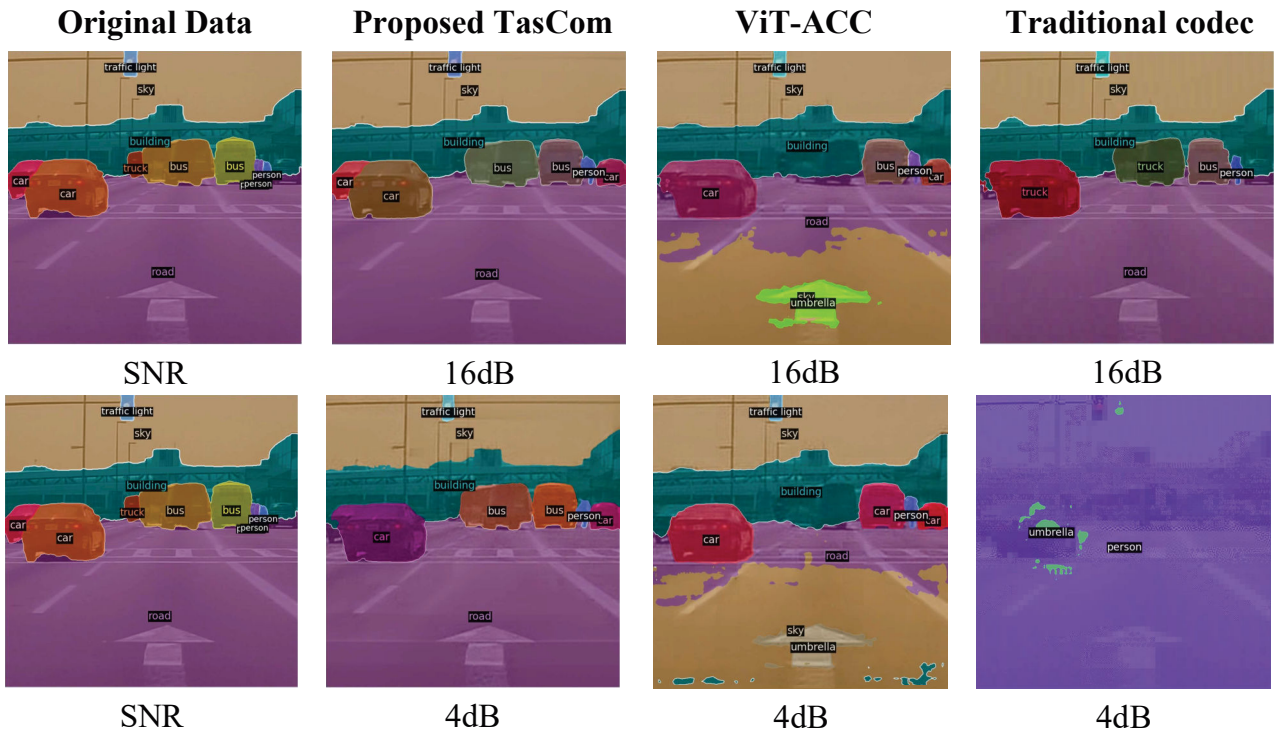 Original Data Proposed TasCom ViT-ACC Traditional codec
traffic light traffic light traffic light traffic light
sky sky sky sky
building building building building
truck bus bus bus bus bus truck bus
car car person car car person car truck person
person car car
road
road road road
sky
umbrella
SNR 16dB 16dB 16dB
traffic light traffic light traffic light
sky sky sky
building building building
truck bus bus bus bus car
car person person person car
person car car umbrella
car car car person
road
road road
sky
umbrella
SNR 4dB 4dB 4dB